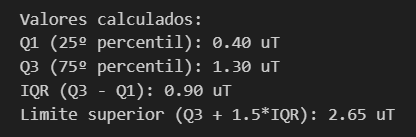 Valores calculados:
Q1 (25º percentil): 0.40 uT
Q3 (75º percentil): 1.30 uT
IQR (Q3 - Q1): 0.90 uT
Limite superior (Q3 + 1.5*IQR): 2.65 uT